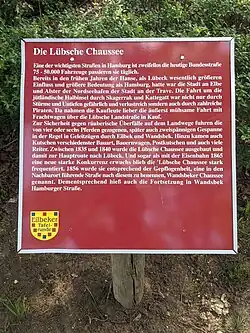 Die Lübsche Chaussee
Eine der wichtigsten Straßen in Hamburg ist zweifellos die heutige Bundesstraße
75 - 50.000 Fahrzeuge passieren sie täglich.
Bereits in den frühen Jahren der Hanse, als Lübeck wesentlich größeren
Einfluß und größere Bedeutung als Hamburg, hatte war die Stadt an Elbe
und Alster der Nordseehafen der Stadt an der Trave. Die Fahrt um die
jütländische Halbinsel durch Skagerrak und Kattegatt war nicht nur durch
Stürme und Untiefen gefährlich und verlustreich sondern auch durch zahlreiche
Piraten. Da nahmen die Kaufleute lieber die äußerst mühsame Fahrt mit
Frachtwagen über die Lübsche Landstraße in Kauf.
Zur Sicherheit gegen räuberische Überfälle auf dem Landwege fuhren die
von vier oder sechs Pferden gezogenen, später auch zweispännigen Gespanne
in der Regel in Geleitzügen durch Eilbek und Wandsbek. Hinzu kamen auch
Kutschen verschiedenster Bauart, Bauernwagen, Postkutschen und auch viele
Reiter. Zwischen 1835 und 1840 wurde die Lübsche Chaussee ausgebaut und
damit zur Hauptroute nach Lübeck. Und sogar als mit der Eisenbahn 1865
eine neue starke Konkurrenz erwuchs blieb die 'Lübsche Chaussee stark
frequentiert. 1856 wurde sie entsprechend der Gepflogenheit, eine in den
Nachbarort führende Straße nach diesem zu benennen, Wandsbeker Chaussee
genannt. Dementsprechend hieß auch die Fortsetzung in Wandsbek
Hamburger Straße.
Eilbeker
Tafel-
runde